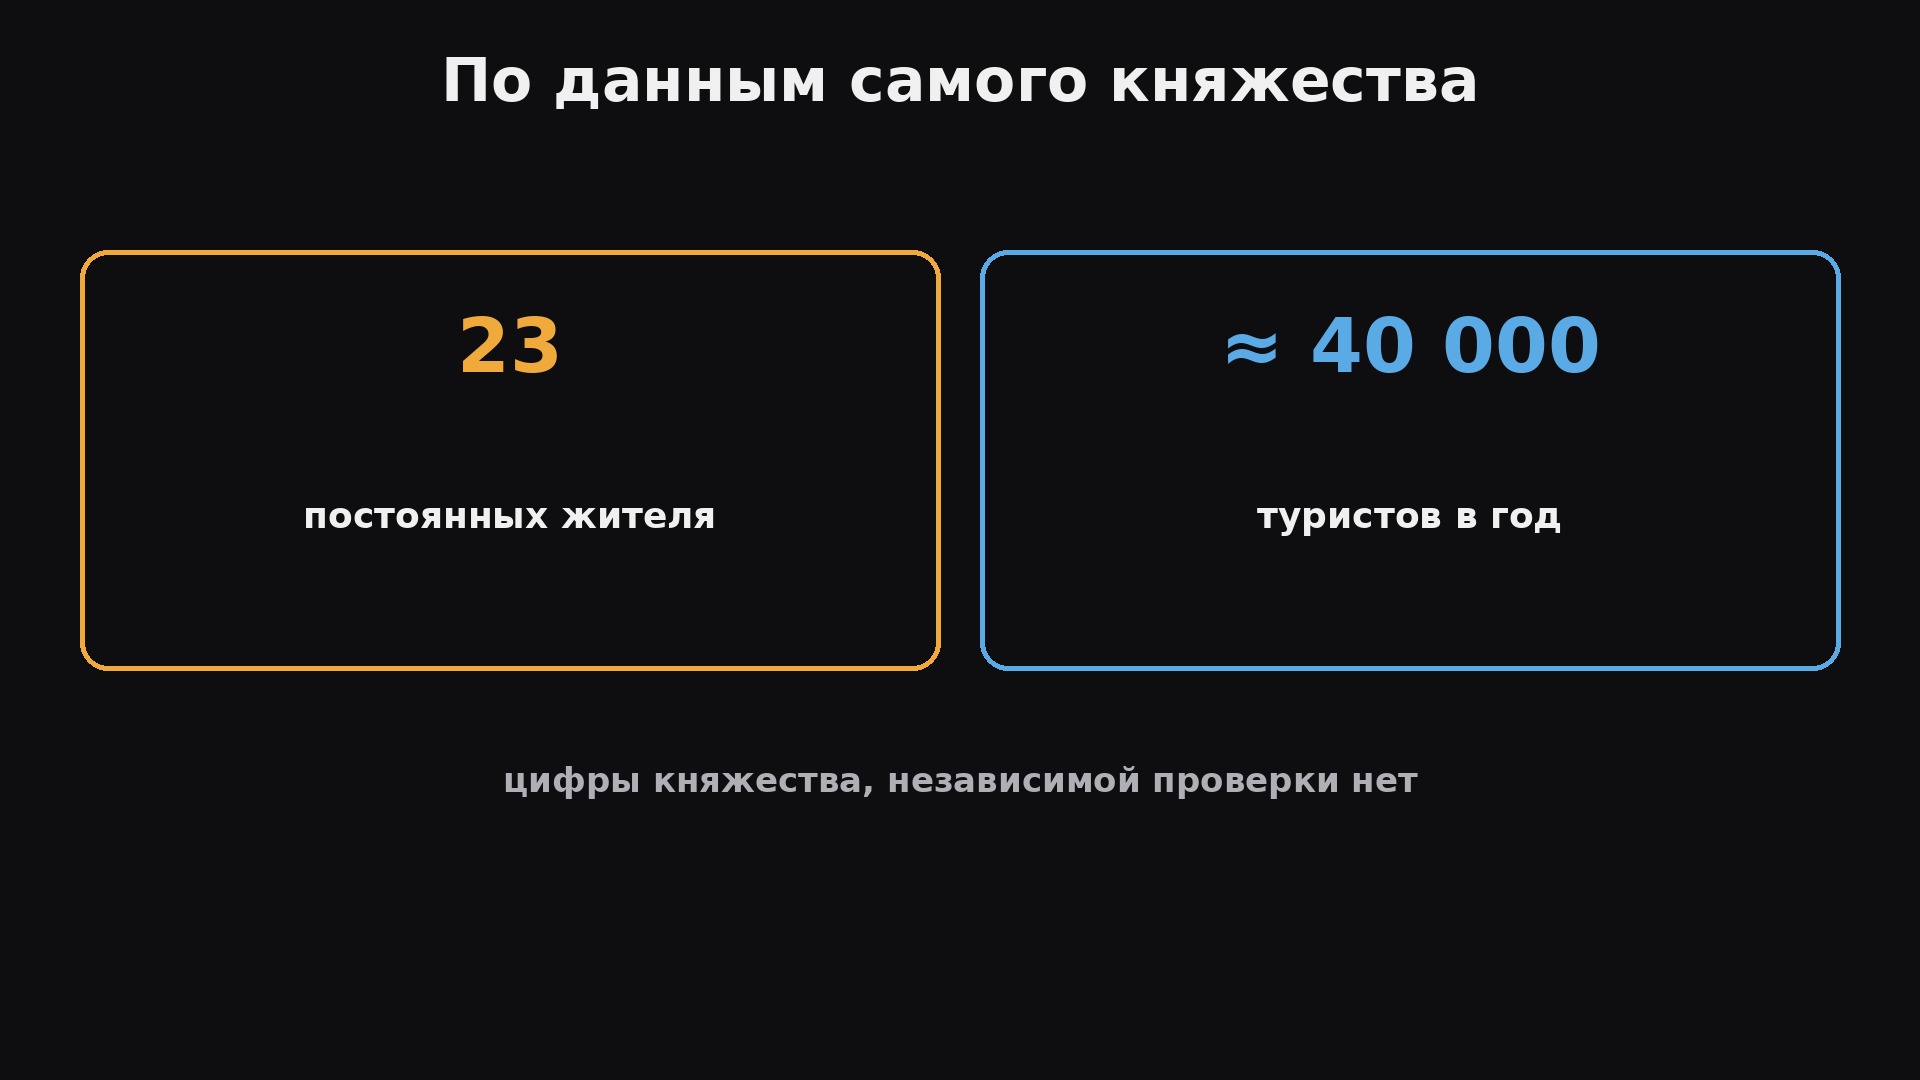 По данным самого княжества
23
постоянных жителя
≈ 40 000
туристов в год
цифры княжества, независимой проверки нет